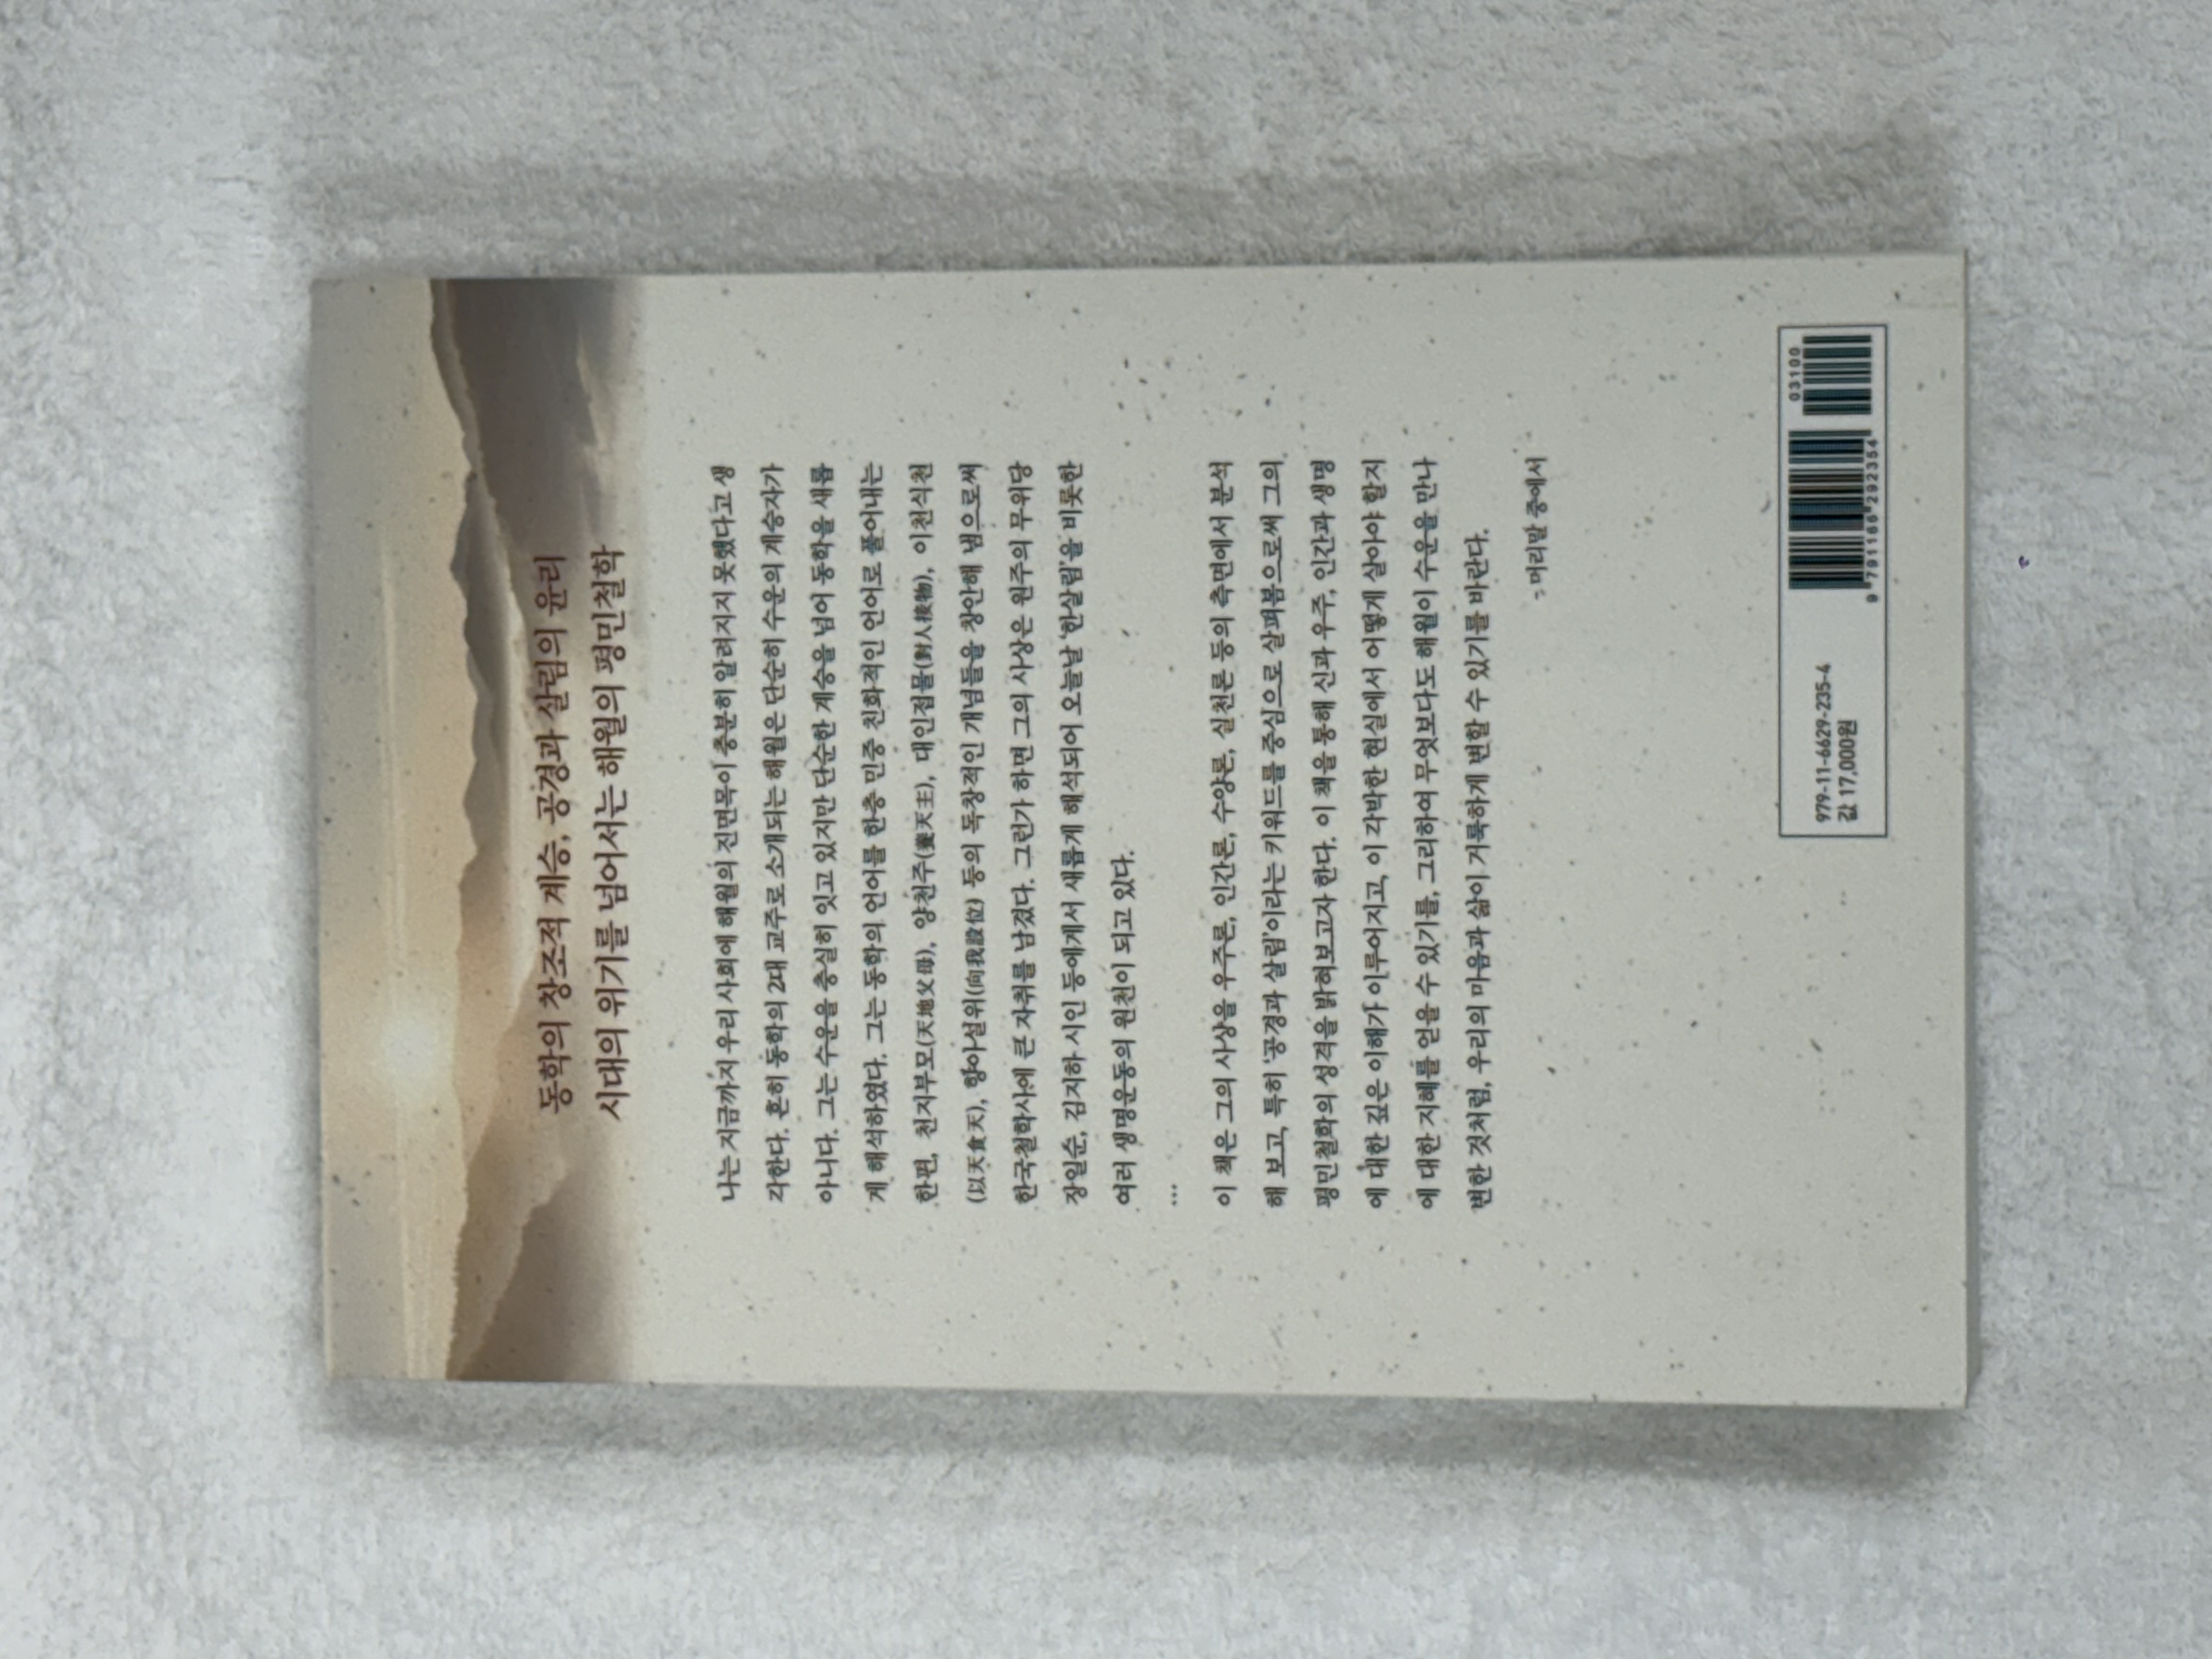 동학의 창조적 계승, 공경과 살림의 윤리
시대의 위기를 넘어서는 해월의 평민철학
나는 지금까지 우리 사회에 해월의 진면목이 충분히 알려지지 못했다고 생
각한다. 흔히 동학의 2대 교주로 소개되는 해월은 단순히 수운의 계승자가
아니다. 그는 수운을 충실히 잇고 있지만 단순한 계승을 넘어 동학을 새롭
게 해석하였다. 그는 동학의 언어를 한층 민중 친화적인 언어로 풀어내는
한편, 천지부모(天地父母), 양천주(養天主), 대인접물(對人接物), 이천식천
(以天食天), 향아설위(向我設位) 등의 독창적인 개념들을 창안해 냄으로써
한국철학사에 큰 자취를 남겼다. 그런가 하면 그의 사상은 원주의 무위당
장일순, 김지하 시인 등에게서 새롭게 해석되어 오늘날 '한살림'을 비롯한
여러 생명운동의 원천이 되고 있다.
…
이 책은 그의 사상을 우주론, 인간론, 수양론, 실천론 등의 측면에서 분석
해 보고, 특히 '공경과 살림'이라는 키워드를 중심으로 살펴봄으로써 그의
평민철학의 성격을 밝혀보고자 한다. 이 책을 통해 신과 우주, 인간과 생명
에 대한 깊은 이해가 이루어지고, 이 각박한 현실에서 어떻게 살아야 할지
에 대한 지혜를 얻을 수 있기를, 그리하여 무엇보다도 해월이 수운을 만나
변한 것처럼, 우리의 마음과 삶이 거룩하게 변할 수 있기를 바란다.
- 머리말 중에서
979-11-6629-235-4
값 17,000원
03100
9 791166 292354